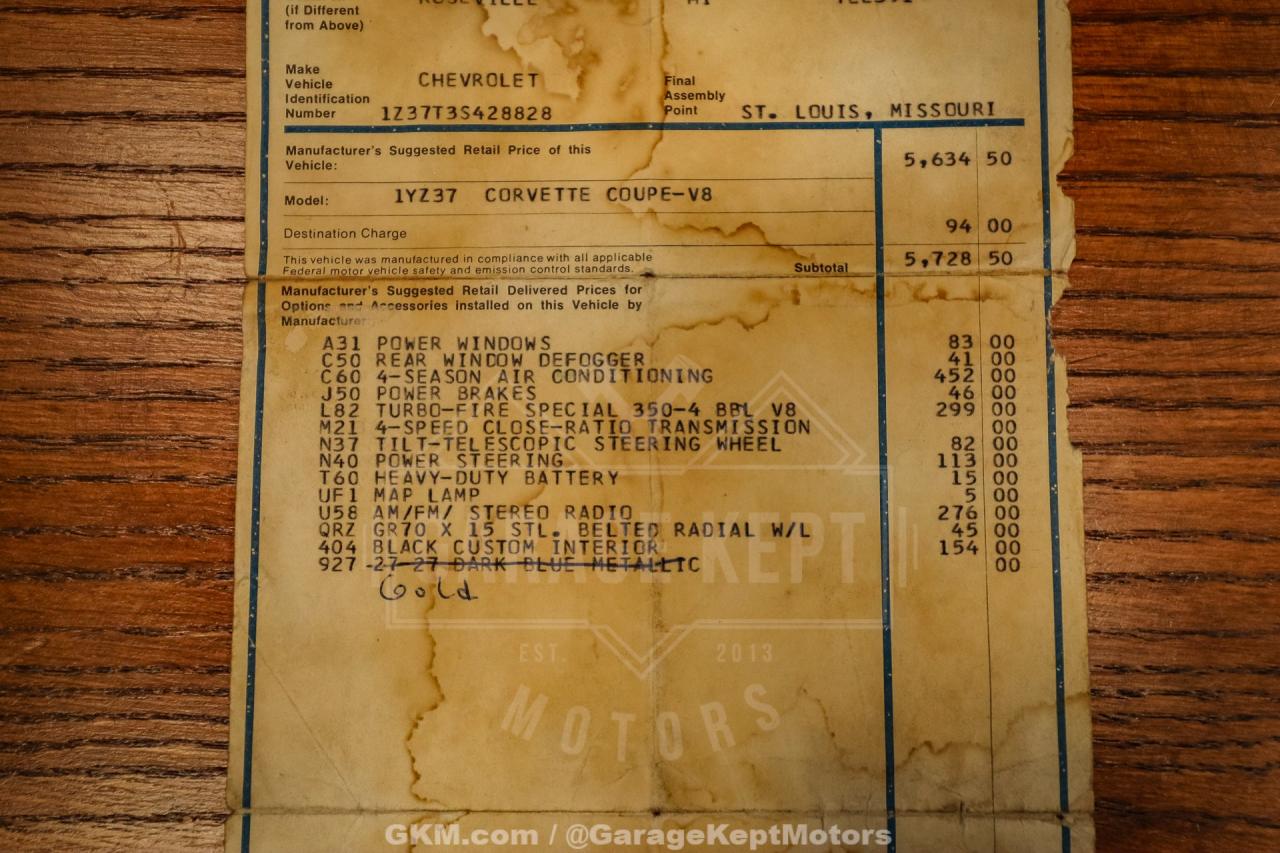 (if Different
from Above)
ROSEVILLE MI
Make CHEVROLET
Vehicle
Identification
Number 1Z37T3S428828
Final
Assembly
Point ST. LOUIS, MISSOURI
Manufacturer's Suggested Retail Price of this
Vehicle: 5,634 50
Model: 1YZ37 CORVETTE COUPE-V8
Destination Charge 94 00
This vehicle was manufactured in compliance with all applicable
Federal motor vehicle safety and emission control standards. Subtotal 5,728 50
Manufacturer's Suggested Retail Delivered Prices for
Options and Accessories installed on this Vehicle by
Manufacturer:
A31 POWER WINDOWS 83 00
C50 REAR WINDOW DEFOGGER 41 00
C60 4-SEASON AIR CONDITIONING 452 00
J50 POWER BRAKES 46 00
L82 TURBO-FIRE SPECIAL 350-4 BBL V8 299 00
M21 4-SPEED CLOSE-RATIO TRANSMISSION 00
N37 TILT-TELESCOPIC STEERING WHEEL 82 00
N40 POWER STEERING 113 00
T60 HEAVY-DUTY BATTERY 15 00
UF1 MAP LAMP 5 00
U58 AM/FM/ STEREO RADIO 276 00
QRZ GR70 X 15 STL. BELTED RADIAL W/L 45 00
404 BLACK CUSTOM INTERIOR 154 00
927 27-27 DARK BLUE METALLIC 00
Gold
GARAGE KEPT
EST. 2013
MOTORS
GKM.com / @GarageKeptMotors